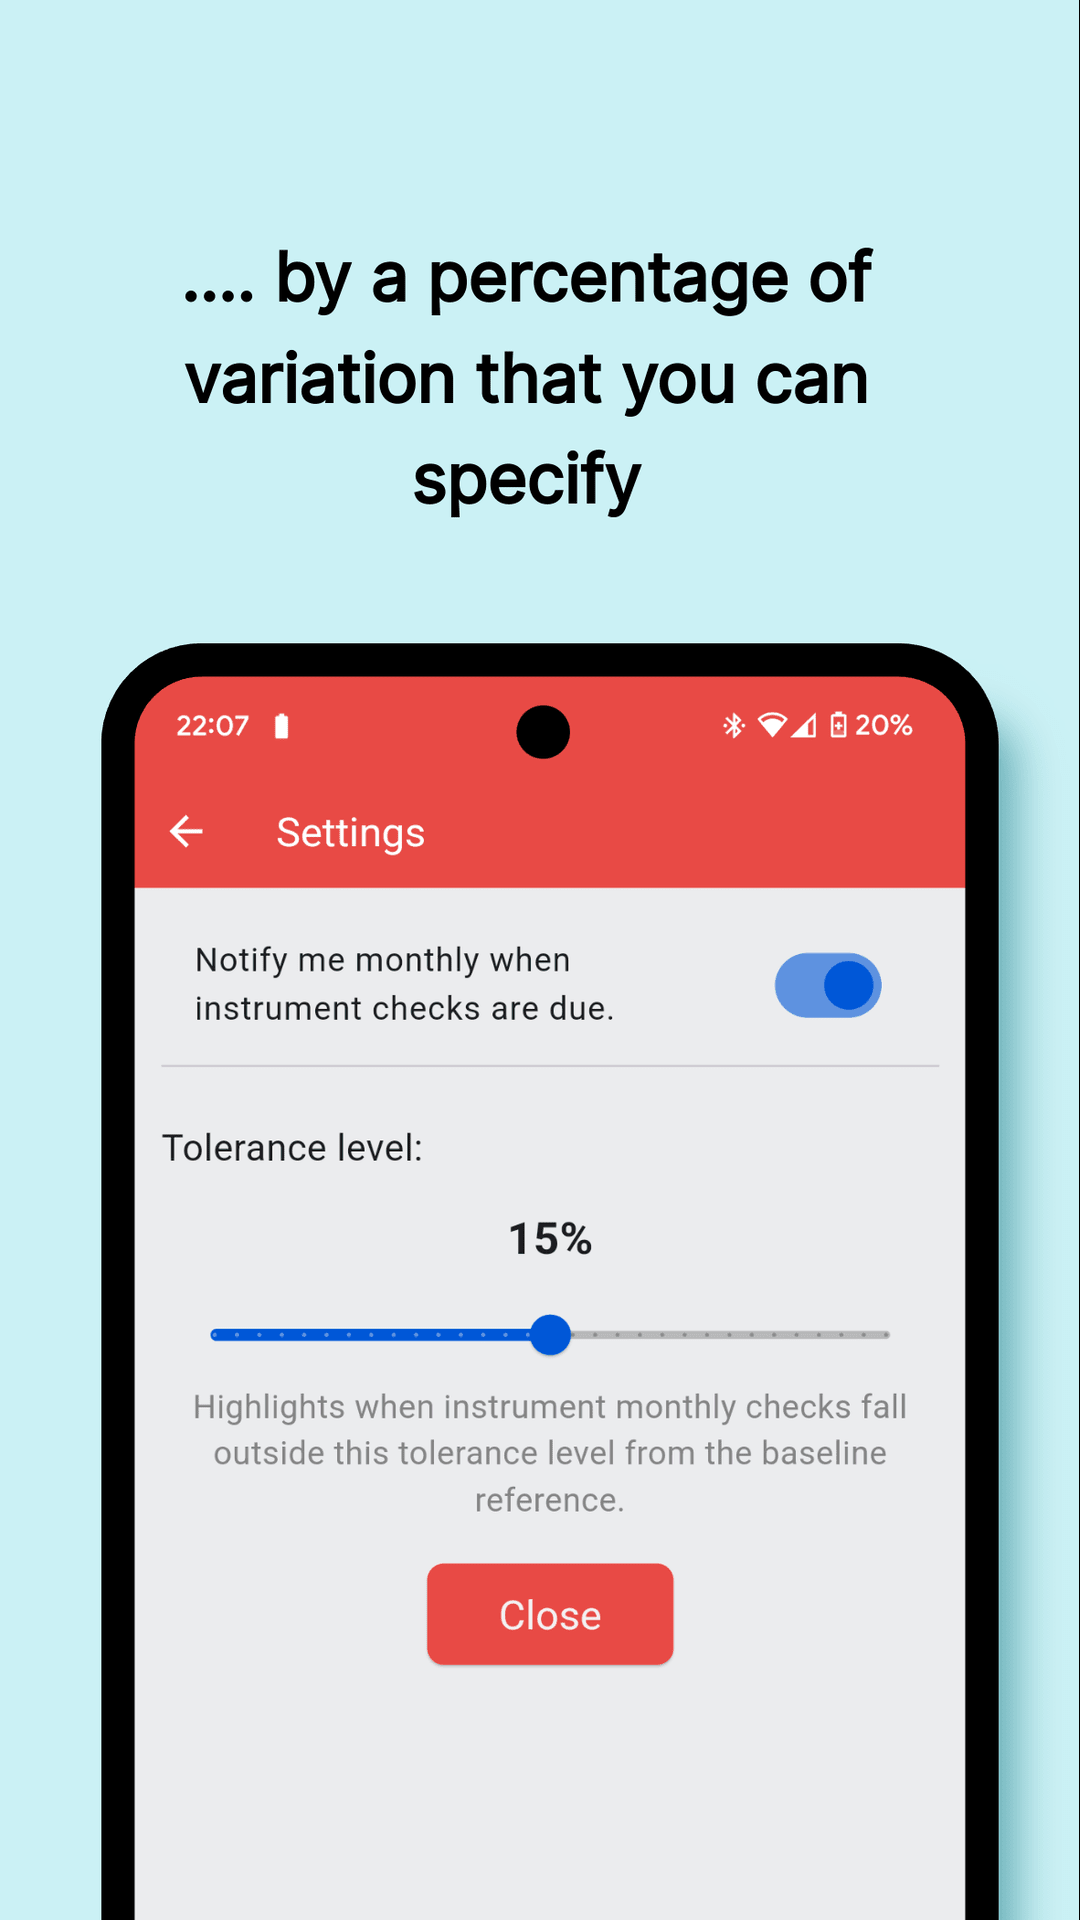 .... by a percentage of
variation that you can
specify
22:07
20%
Settings
Notify me monthly when
instrument checks are due.
Tolerance level:
15%
Highlights when instrument monthly checks fall
outside this tolerance level from the baseline
reference.
Close